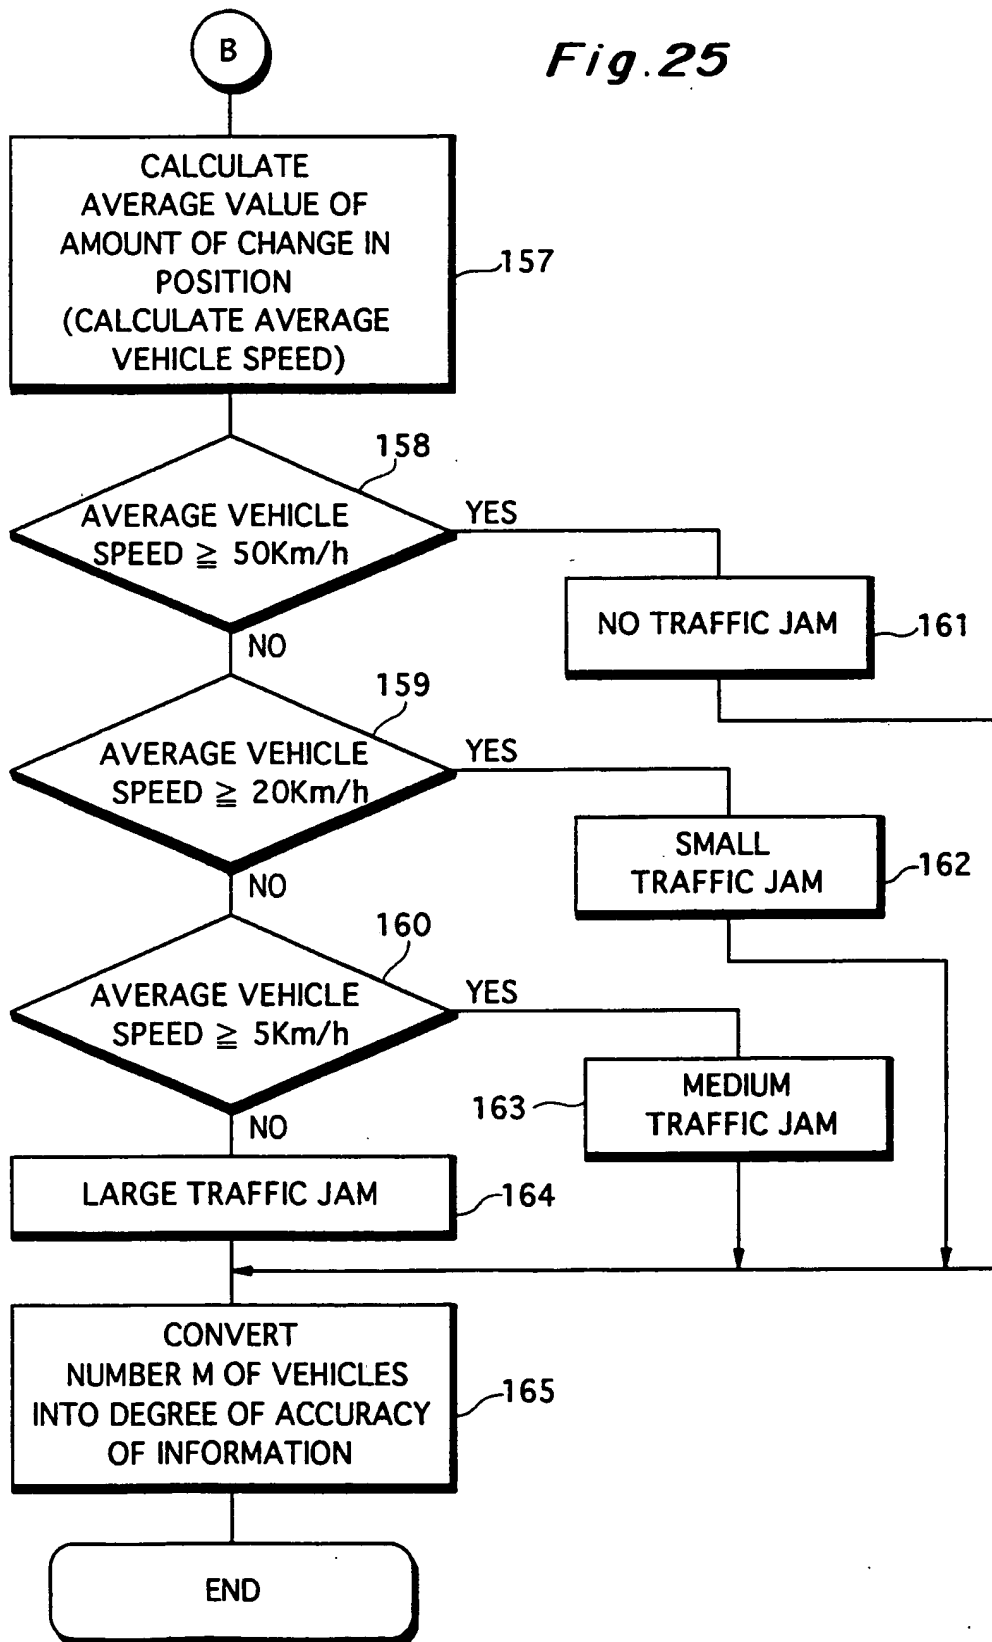 B
Fig.25
CALCULATE
AVERAGE VALUE OF
AMOUNT OF CHANGE IN
POSITION
(CALCULATE AVERAGE
VEHICLE SPEED)
157
158
AVERAGE VEHICLE
SPEED ≧ 50Km/h
YES
NO
NO TRAFFIC JAM
161
159
AVERAGE VEHICLE
SPEED ≧ 20Km/h
YES
NO
SMALL
TRAFFIC JAM
162
160
AVERAGE VEHICLE
SPEED ≧ 5Km/h
YES
NO
MEDIUM
TRAFFIC JAM
163
LARGE TRAFFIC JAM
164
CONVERT
NUMBER M OF VEHICLES
INTO DEGREE OF ACCURACY
OF INFORMATION
165
END